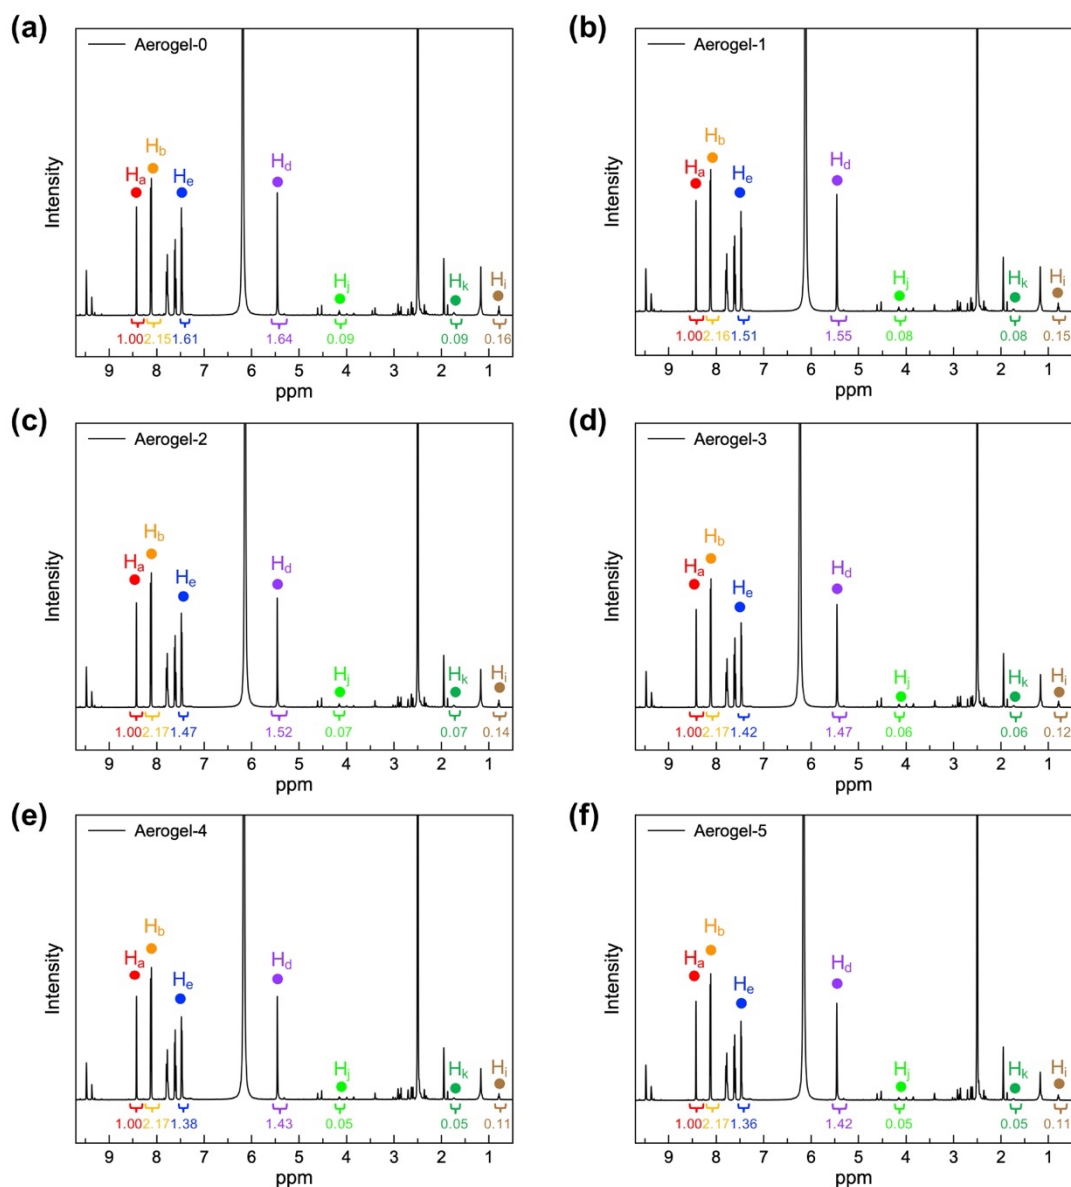 (a)
Aerogel-0
Intensity
Ha
Hb
He
Hd
Hj
Hk
Hi
1.00 2.15 1.61 1.64 0.09 0.09 0.16
9 8 7 6 5 4 3 2 1
ppm
(b)
Aerogel-1
Intensity
Ha
Hb
He
Hd
Hj
Hk
Hi
1.00 2.16 1.51 1.55 0.08 0.08 0.15
9 8 7 6 5 4 3 2 1
ppm
(c)
Aerogel-2
Intensity
Ha
Hb
He
Hd
Hj
Hk
Hi
1.00 2.17 1.47 1.52 0.07 0.07 0.14
9 8 7 6 5 4 3 2 1
ppm
(d)
Aerogel-3
Intensity
Ha
Hb
He
Hd
Hj
Hk
Hi
1.00 2.17 1.42 1.47 0.06 0.06 0.12
9 8 7 6 5 4 3 2 1
ppm
(e)
Aerogel-4
Intensity
Ha
Hb
He
Hd
Hj
Hk
Hi
1.00 2.17 1.38 1.43 0.05 0.05 0.11
9 8 7 6 5 4 3 2 1
ppm
(f)
Aerogel-5
Intensity
Ha
Hb
He
Hd
Hj
Hk
Hi
1.00 2.17 1.36 1.42 0.05 0.05 0.11
9 8 7 6 5 4 3 2 1
ppm